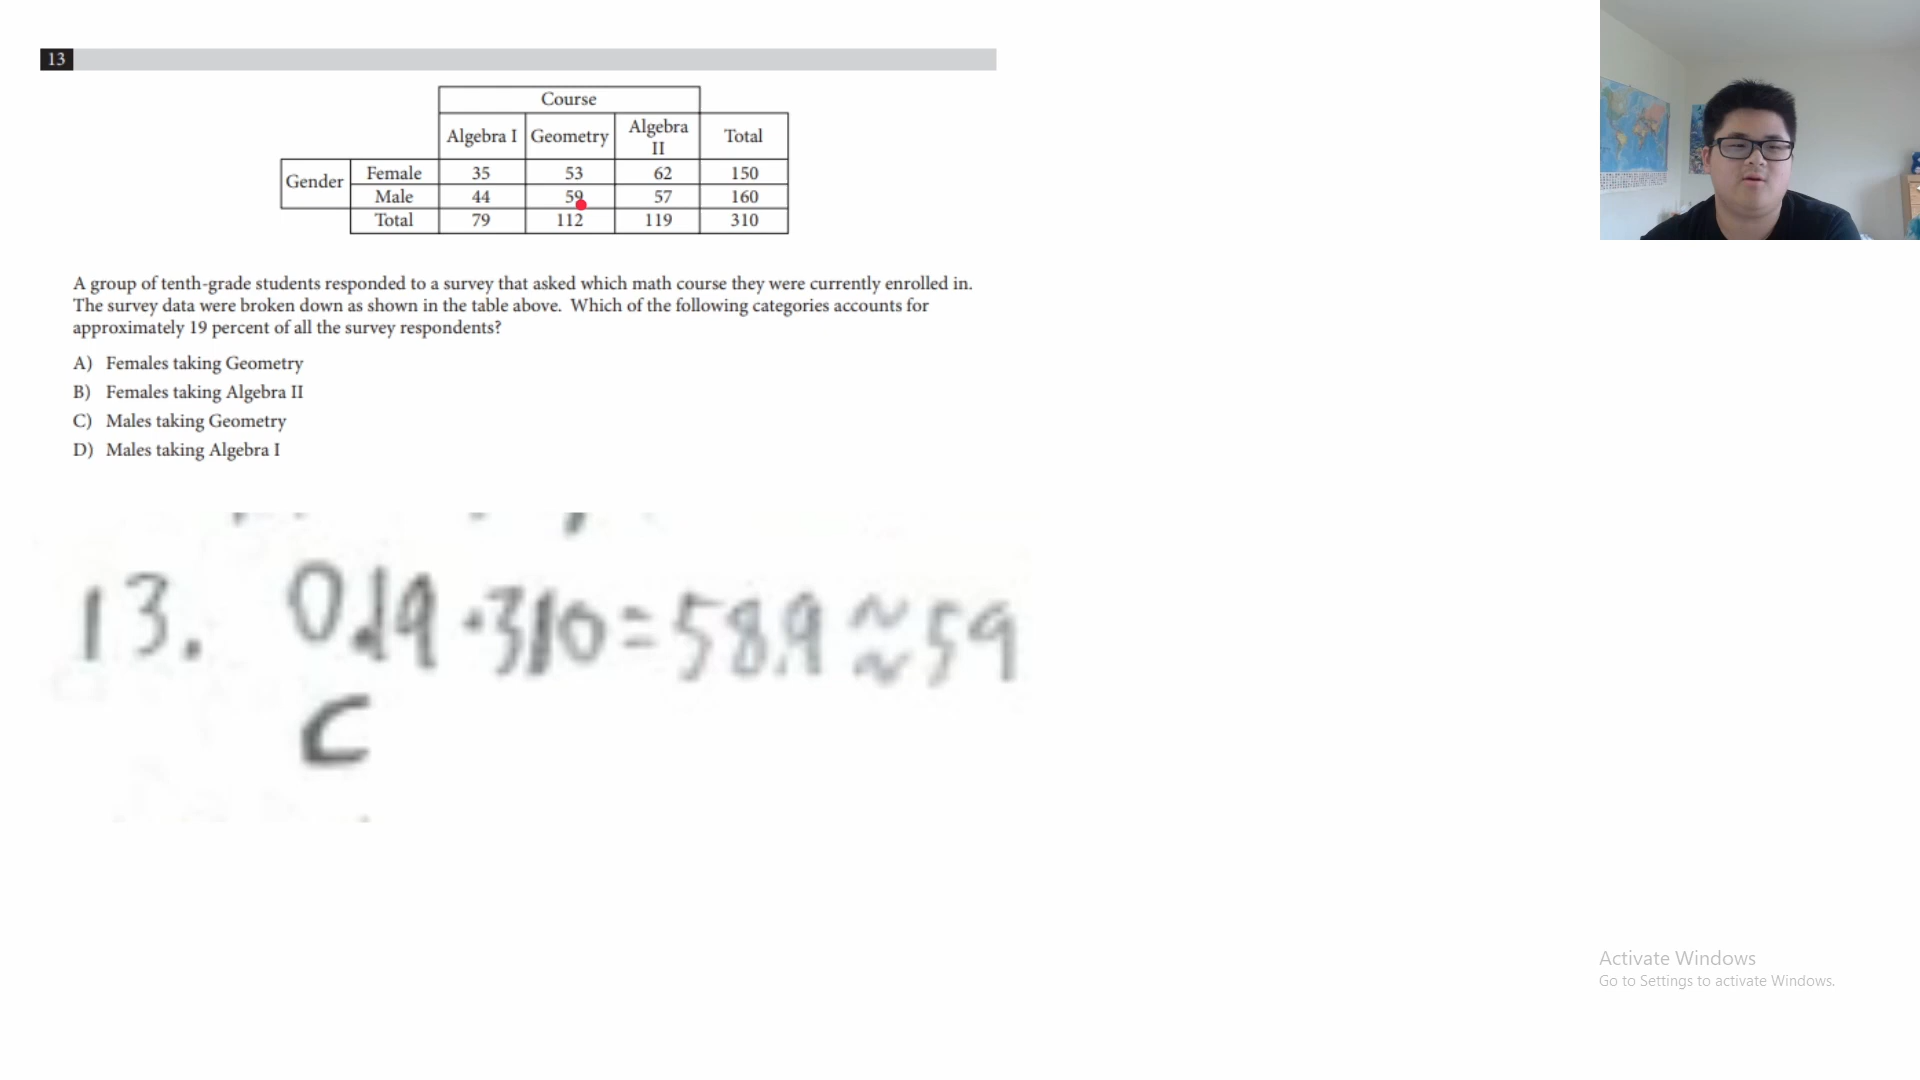 13
Course
Algebra I Geometry Algebra II Total
Gender Female 35 53 62 150
Male 44 59 57 160
Total 79 112 119 310
A group of tenth-grade students responded to a survey that asked which math course they were currently enrolled in.
The survey data were broken down as shown in the table above. Which of the following categories accounts for
approximately 19 percent of all the survey respondents?
A) Females taking Geometry
B) Females taking Algebra II
C) Males taking Geometry
D) Males taking Algebra I
13. 0.19 · 310 = 58.9 ≈ 59
C
Activate Windows
Go to Settings to activate Windows.